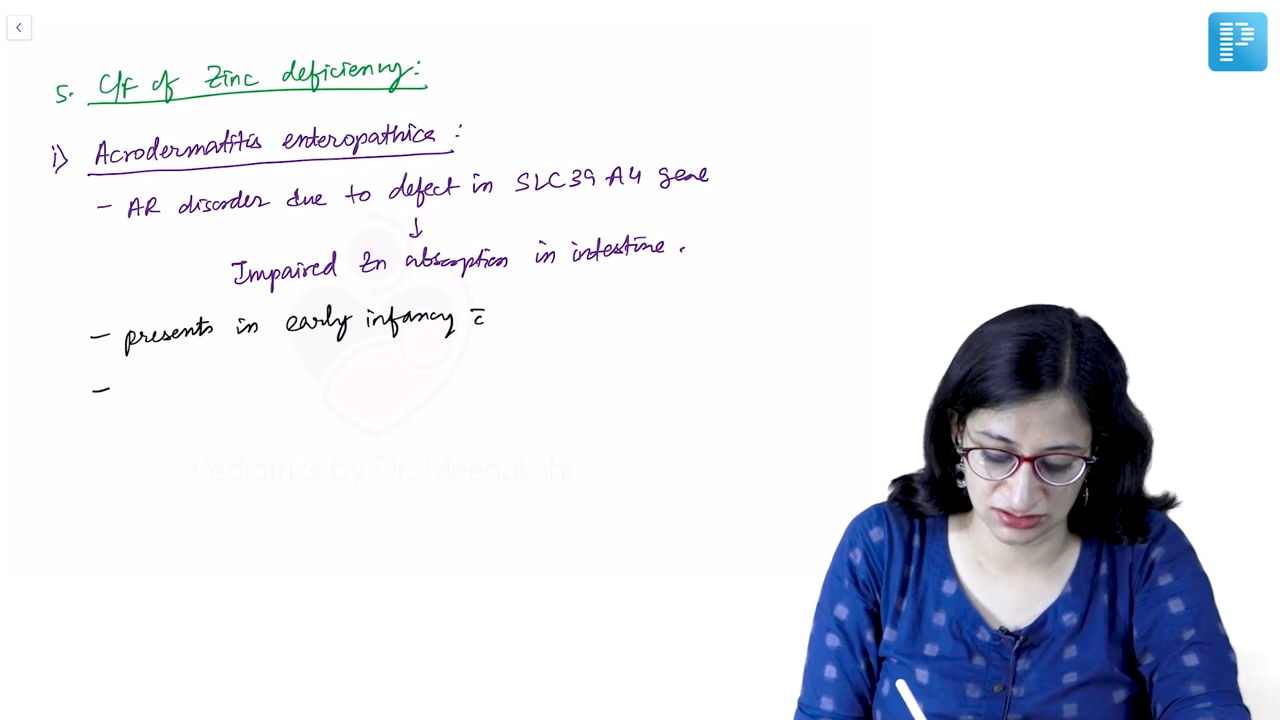 5. C/F of Zinc deficiency:
i) Acrodermatitis enteropathica:
- AR disorder due to defect in SLC39A4 gene
↓
Impaired Zn absorption in intestine.
- presents in early infancy c̄
-
Pediatrics by Dr. Meenakshi
P